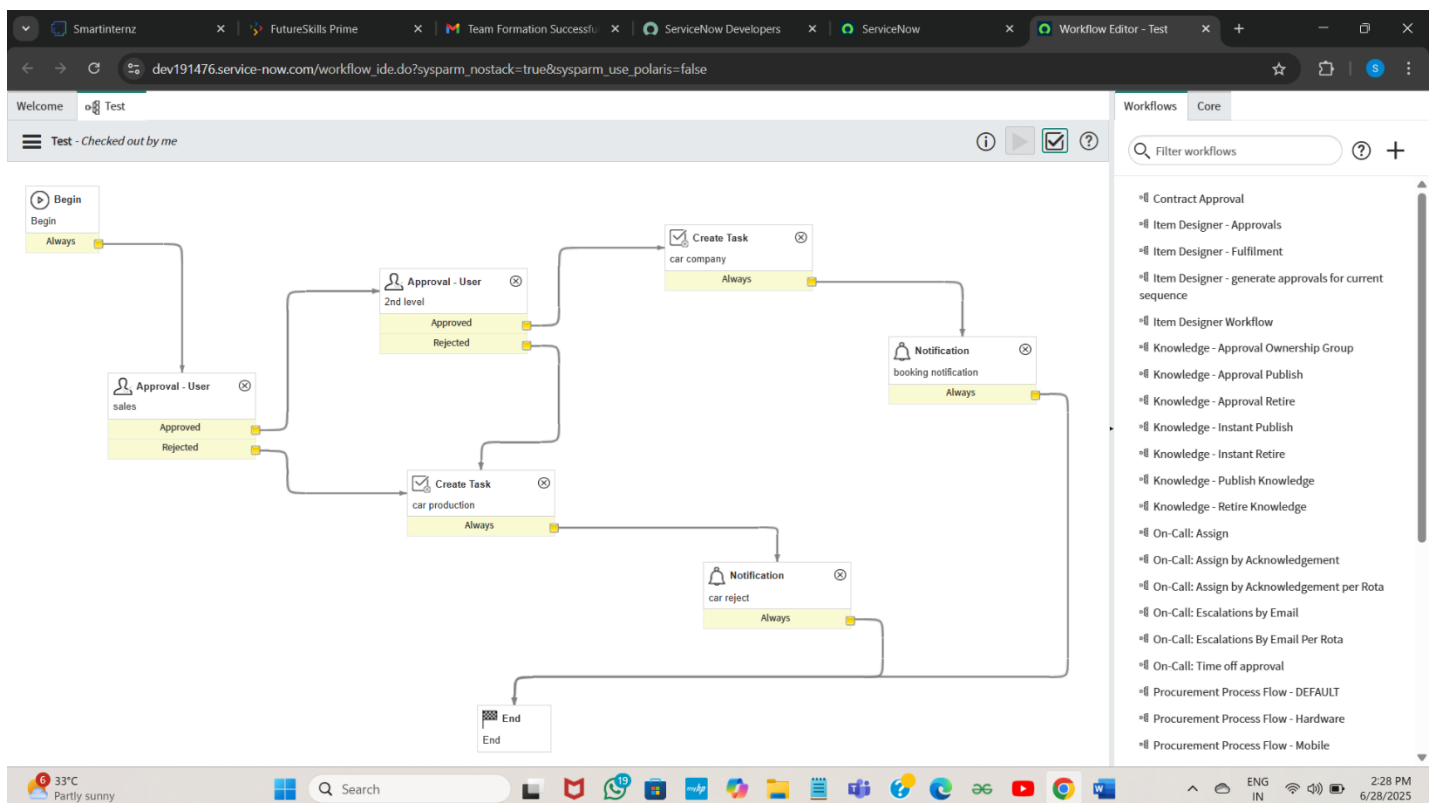 Smartinternz
FutureSkills Prime
Team Formation Successfu
ServiceNow Developers
ServiceNow
Workflow Editor - Test
dev191476.service-now.com/workflow_ide.do?sysparm_nostack=true&sysparm_use_polaris=false
S
Welcome
Test
Workflows
Core
Test - Checked out by me
Filter workflows
Begin
Begin
Always
Approval - User
sales
Approved
Rejected
Approval - User
2nd level
Approved
Rejected
Create Task
car company
Always
Notification
booking notification
Always
Create Task
car production
Always
Notification
car reject
Always
End
End
Contract Approval
Item Designer - Approvals
Item Designer - Fulfilment
Item Designer - generate approvals for current
sequence
Item Designer Workflow
Knowledge - Approval Ownership Group
Knowledge - Approval Publish
Knowledge - Approval Retire
Knowledge - Instant Publish
Knowledge - Instant Retire
Knowledge - Publish Knowledge
Knowledge - Retire Knowledge
On-Call: Assign
On-Call: Assign by Acknowledgement
On-Call: Assign by Acknowledgement per Rota
On-Call: Escalations by Email
On-Call: Escalations By Email Per Rota
On-Call: Time off approval
Procurement Process Flow - DEFAULT
Procurement Process Flow - Hardware
Procurement Process Flow - Mobile
6
33°C
Partly sunny
Search
19
myhp
ENG
IN
2:28 PM
6/28/2025